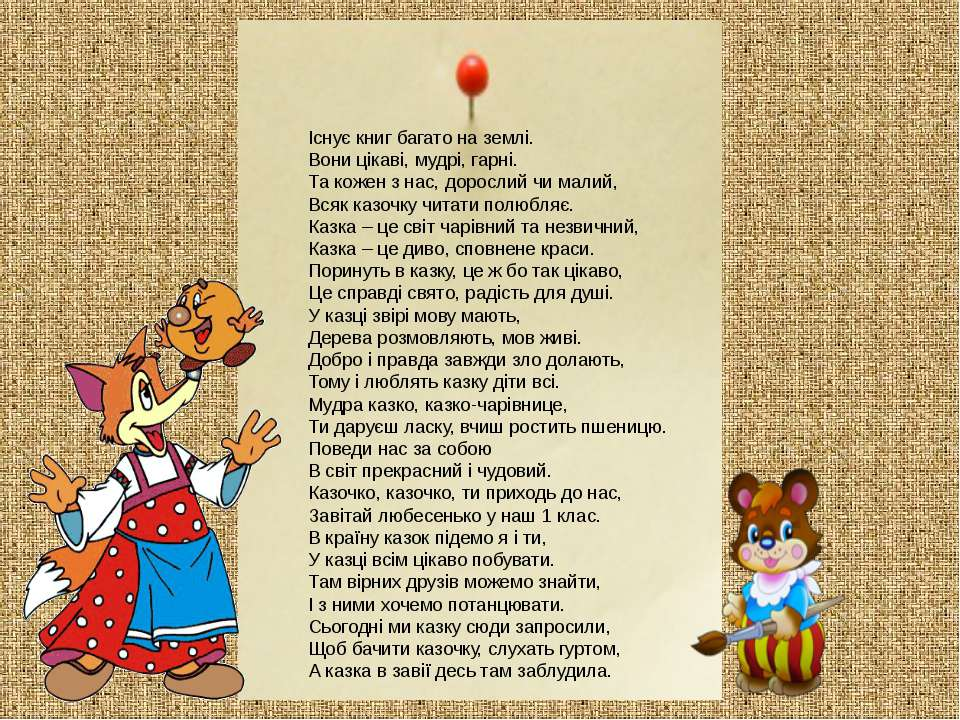 Існує книг багато на землі.
Вони цікаві, мудрі, гарні.
Та кожен з нас, дорослий чи малий,
Всяк казочку читати полюбляє.
Казка – це світ чарівний та незвичний,
Казка – це диво, сповнене краси.
Поринуть в казку, це ж бо так цікаво,
Це справді свято, радість для душі.
У казці звірі мову мають,
Дерева розмовляють, мов живі.
Добро і правда завжди зло долають,
Тому і люблять казку діти всі.
Мудра казко, казко-чарівнице,
Ти даруєш ласку, вчиш ростить пшеницю.
Поведи нас за собою
В світ прекрасний і чудовий.
Казочко, казочко, ти приходь до нас,
Завітай любесенько у наш 1 клас.
В країну казок підемо я і ти,
У казці всім цікаво побувати.
Там вірних друзів можемо знайти,
І з ними хочемо потанцювати.
Сьогодні ми казку сюди запросили,
Щоб бачити казочку, слухать гуртом,
А казка в завії десь там заблудила.